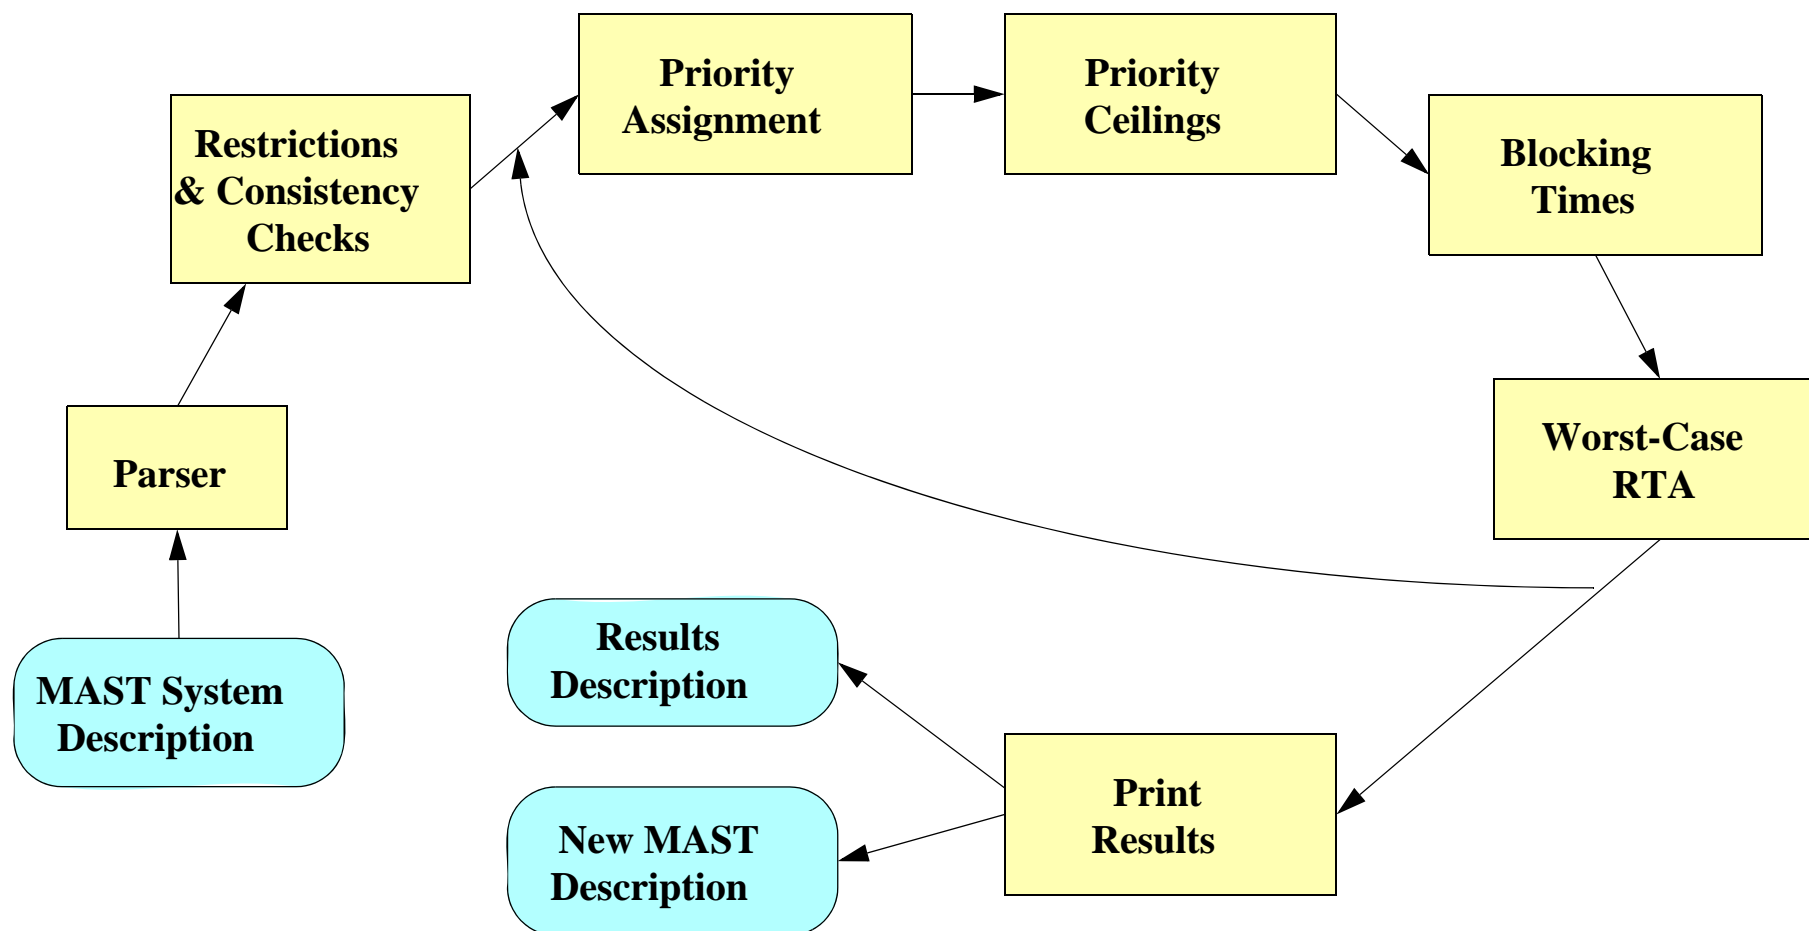 Priority
Assignment
Priority
Ceilings
Restrictions
& Consistency
Checks
Blocking
Times
Parser
Worst-Case
RTA
MAST System
Description
Results
Description
Print
Results
New MAST
Description